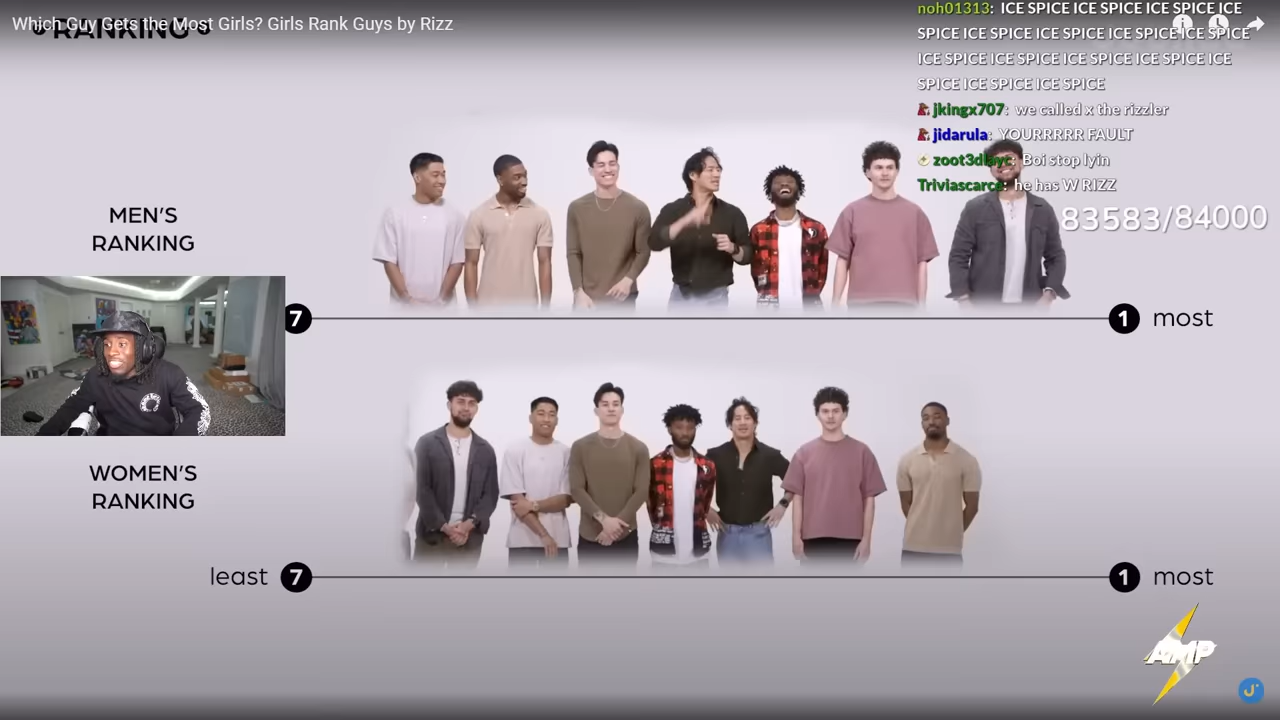 Which Guy Gets the Most Girls? Girls Rank Guys by Rizz
RANKING
noh01313: ICE SPICE ICE SPICE ICE SPICE ICE
SPICE ICE SPICE ICE SPICE ICE SPICE ICE SPICE
ICE SPICE ICE SPICE ICE SPICE ICE SPICE ICE
SPICE ICE SPICE ICE SPICE
jkingx707: we called x the rizzler
jidarula: YOURRRRR FAULT
Boi stop lyin
Triviascarce: he has W RIZZ
83583/84000
MEN'S
RANKING
7
1 most
WOMEN'S
RANKING
least 7
1 most
AMP